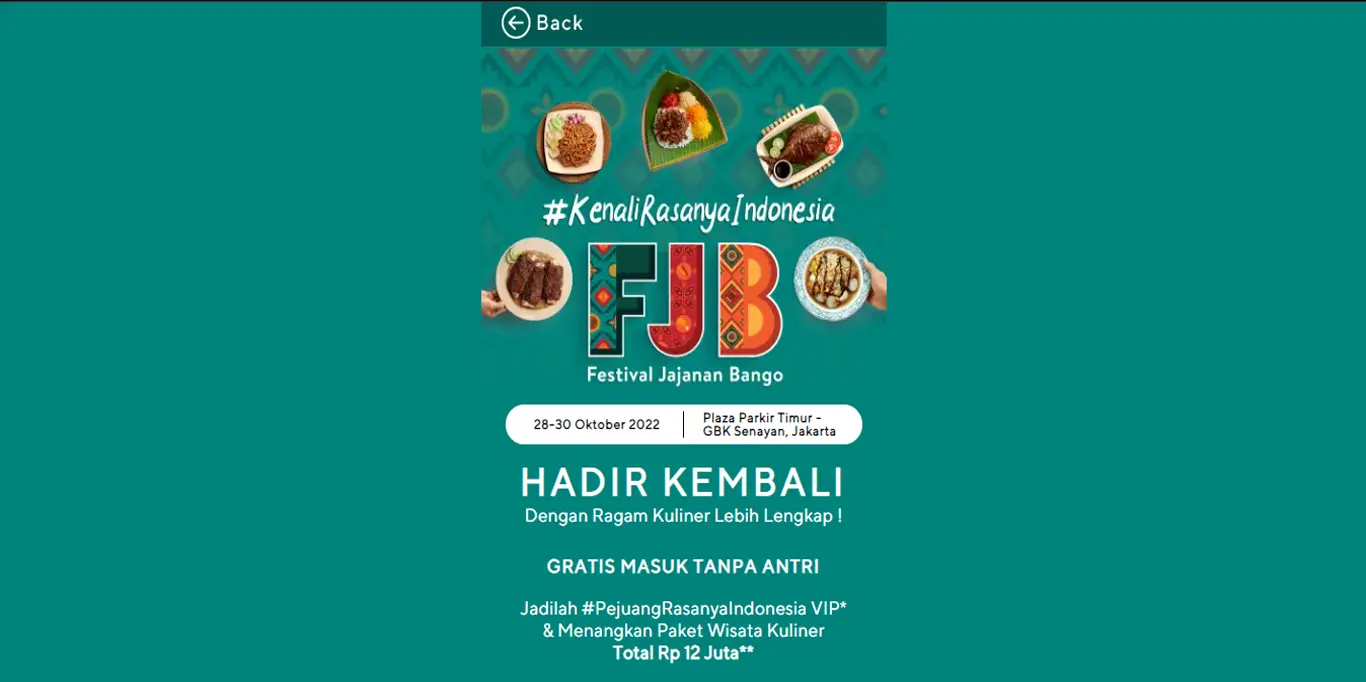 Back
#KenaliRasanyaIndonesia
FJB
Festival Jajanan Bango
28-30 Oktober 2022
Plaza Parkir Timur -
GBK Senayan, Jakarta
HADIR KEMBALI
Dengan Ragam Kuliner Lebih Lengkap !
GRATIS MASUK TANPA ANTRI
Jadilah #PejuangRasanyaIndonesia VIP*
& Menangkan Paket Wisata Kuliner
Total Rp 12 Juta**